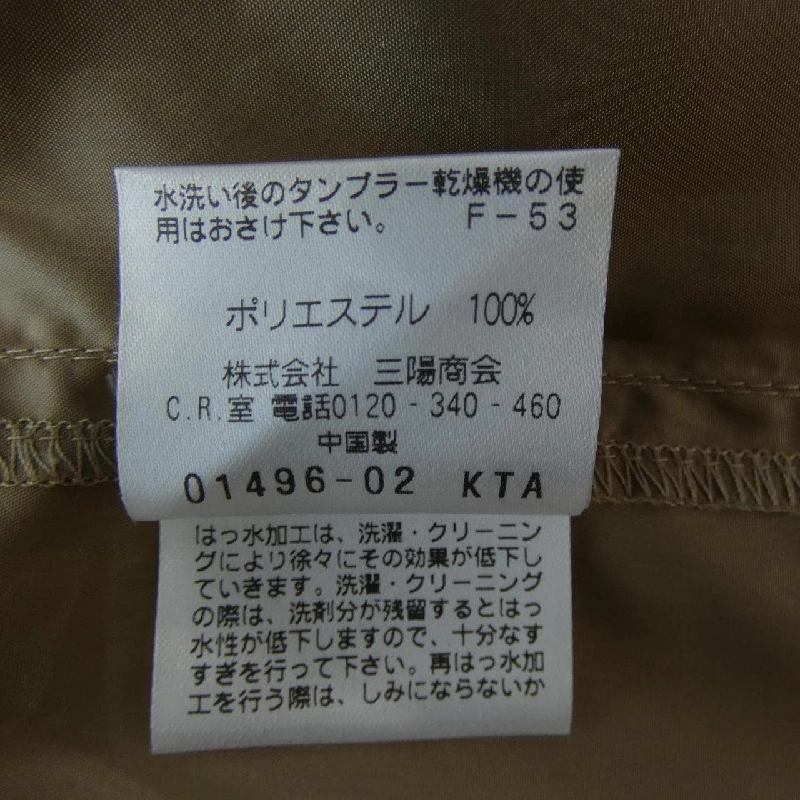 水洗い後のタンブラー乾燥機の使
用はおさけ下さい。 F-53
ポリエステル 100%
株式会社 三陽商会
C.R.室 電話0120-340-460
中国製
01496-02 KTA
はっ水加工は、洗濯・クリーニン
グにより徐々にその効果が低下し
ていきます。洗濯・クリーニング
の際は、洗剤分が残留するとはっ
水性が低下しますので、十分なす
すぎを行って下さい。再はっ水加
工を行う際は、しみにならないか